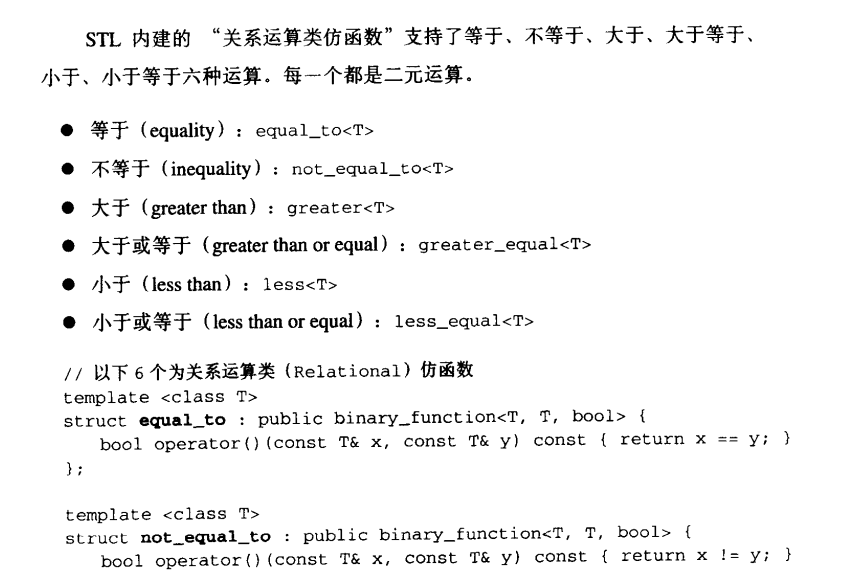 STL 内建的 “关系运算类仿函数”支持了等于、不等于、大于、大于等于、
小于、小于等于六种运算。每一个都是二元运算。
● 等于（equality）: equal_to<T>
● 不等于（inequality）: not_equal_to<T>
● 大于（greater than）: greater<T>
● 大于或等于（greater than or equal）: greater_equal<T>
● 小于（less than）: less<T>
● 小于或等于（less than or equal）: less_equal<T>
// 以下 6 个为关系运算类（Relational）仿函数
template <class T>
struct equal_to : public binary_function<T, T, bool> {
bool operator()(const T& x, const T& y) const { return x == y; }
};
template <class T>
struct not_equal_to : public binary_function<T, T, bool> {
bool operator()(const T& x, const T& y) const { return x != y; }